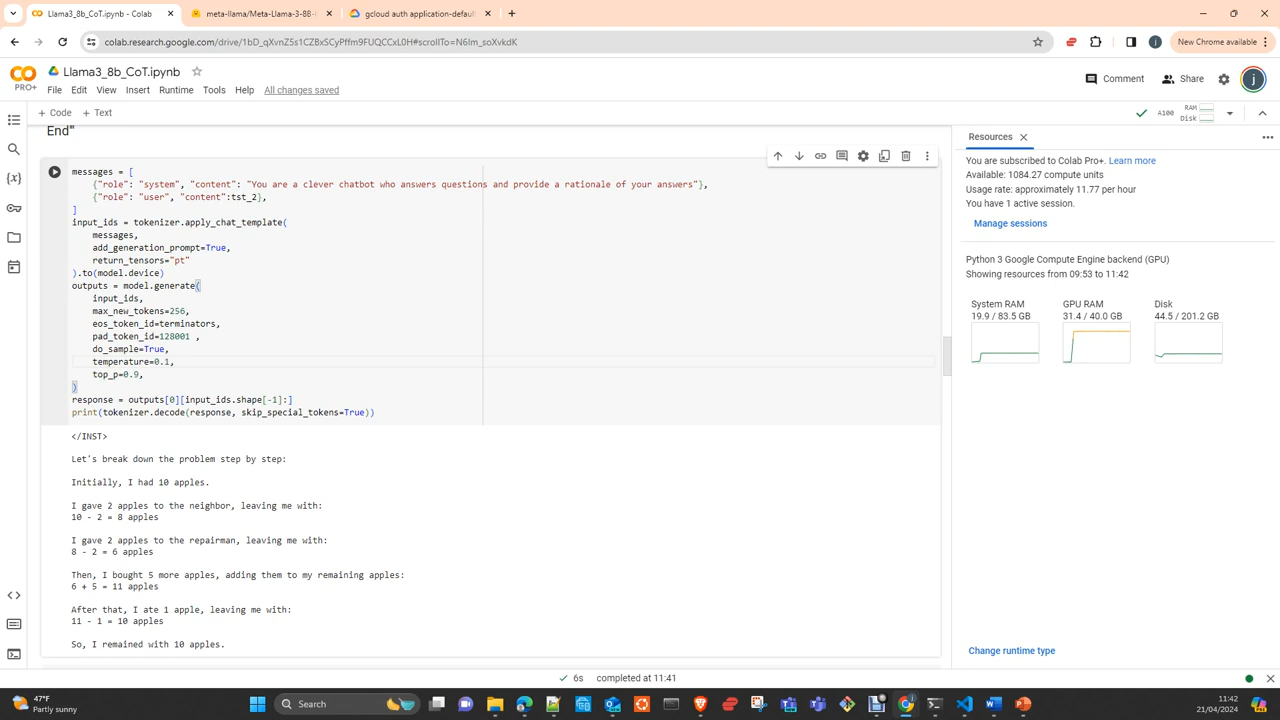 Llama3_8b_CoT.ipynb - Colab
meta-llama/Meta-Llama-3-8B-I
gcloud auth application-default
colab.research.google.com/drive/1bD_qXvnZ5s1CZBxSCyPffm9FUQCCxL0H#scrollTo=N6Im_soXvkdK
New Chrome available
PRO+
Llama3_8b_CoT.ipynb
File Edit View Insert Runtime Tools Help All changes saved
Comment Share j
+ Code + Text
A100 RAM Disk
End"
messages = [
{"role": "system", "content": "You are a clever chatbot who answers questions and provide a rationale of your answers"},
{"role": "user", "content":tst_2},
]
input_ids = tokenizer.apply_chat_template(
messages,
add_generation_prompt=True,
return_tensors="pt"
).to(model.device)
outputs = model.generate(
input_ids,
max_new_tokens=256,
eos_token_id=terminators,
pad_token_id=128001 ,
do_sample=True,
temperature=0.1,
top_p=0.9,
)
response = outputs[0][input_ids.shape[-1]:]
print(tokenizer.decode(response, skip_special_tokens=True))
</INST>
Let's break down the problem step by step:
Initially, I had 10 apples.
I gave 2 apples to the neighbor, leaving me with:
10 - 2 = 8 apples
I gave 2 apples to the repairman, leaving me with:
8 - 2 = 6 apples
Then, I bought 5 more apples, adding them to my remaining apples:
6 + 5 = 11 apples
After that, I ate 1 apple, leaving me with:
11 - 1 = 10 apples
So, I remained with 10 apples.
Resources
You are subscribed to Colab Pro+. Learn more
Available: 1084.27 compute units
Usage rate: approximately 11.77 per hour
You have 1 active session.
Manage sessions
Python 3 Google Compute Engine backend (GPU)
Showing resources from 09:53 to 11:42
System RAM
19.9 / 83.5 GB
GPU RAM
31.4 / 40.0 GB
Disk
44.5 / 201.2 GB
Change runtime type
6s completed at 11:41
47°F
Partly sunny
Search
11:42
21/04/2024